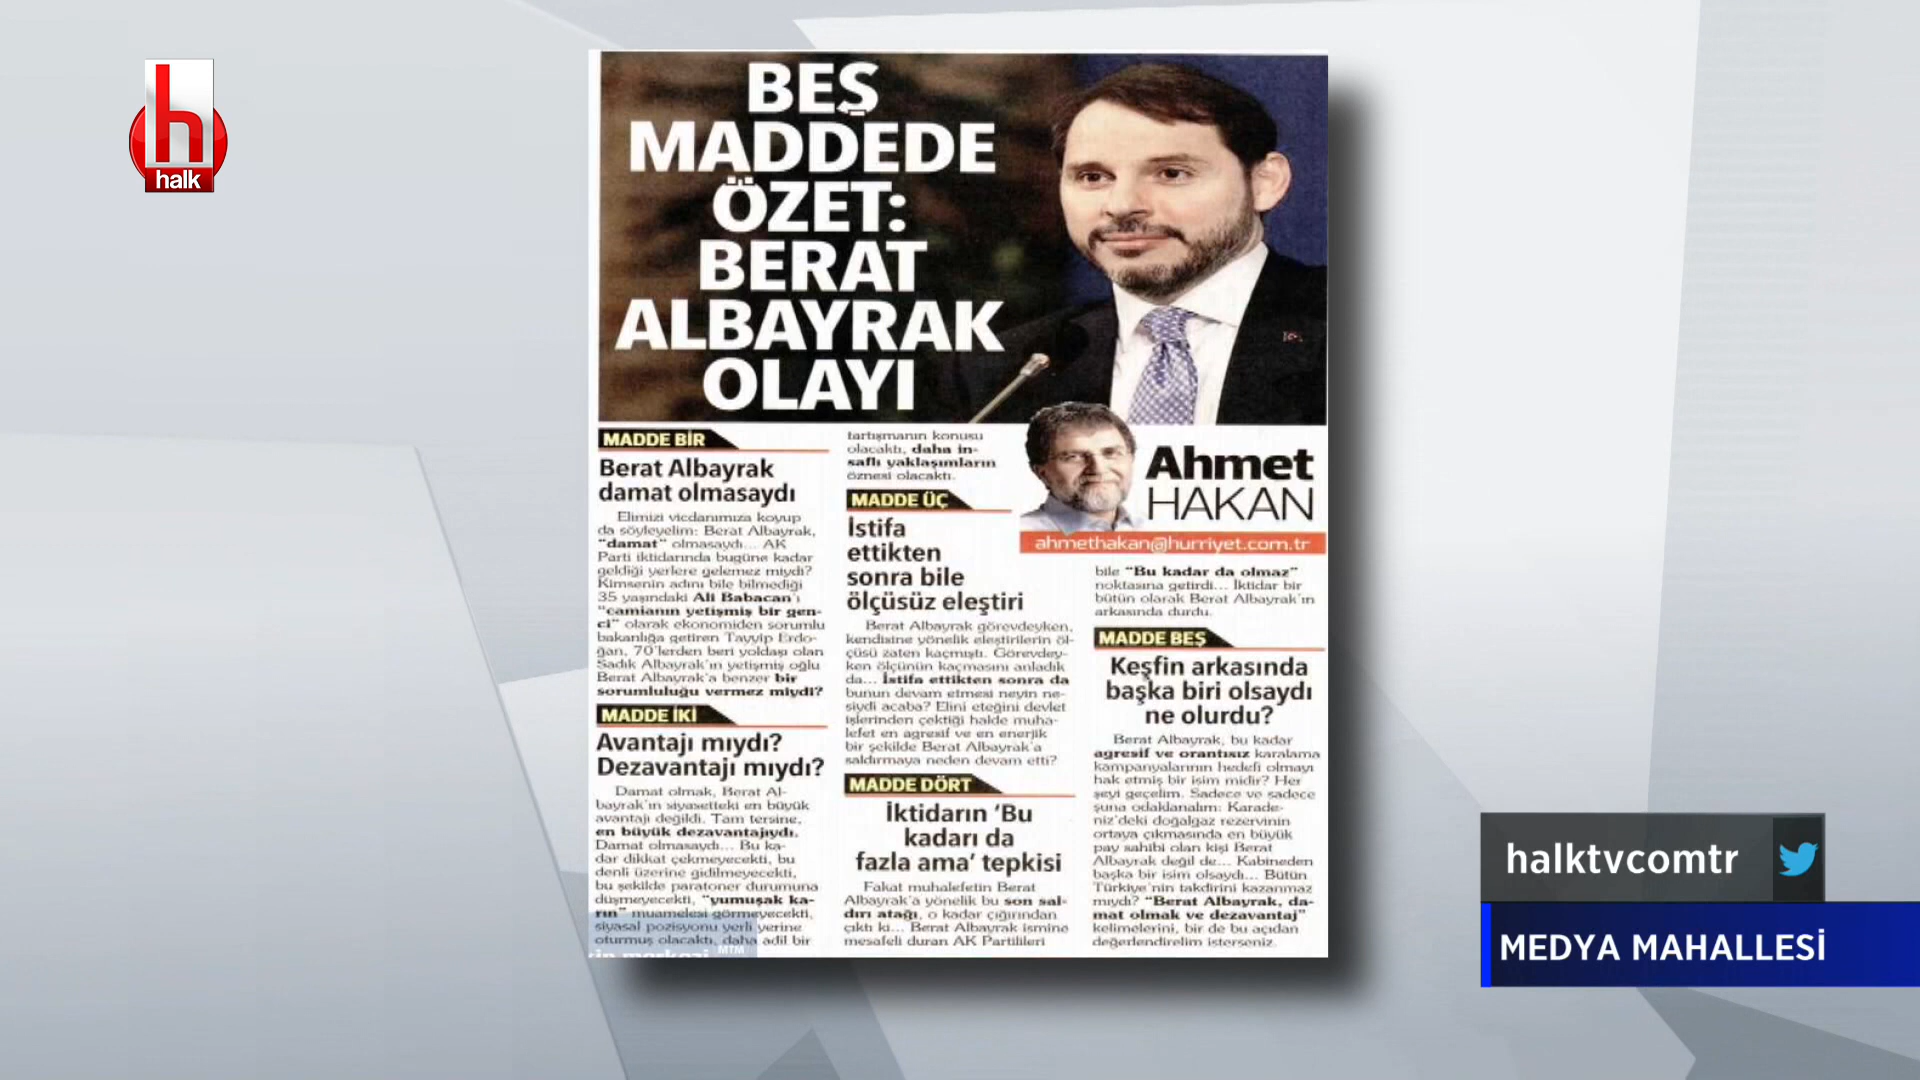 h
halk
BEŞ
MADDEDE
ÖZET:
BERAT
ALBAYRAK
OLAYI
Ahmet
HAKAN
ahmethakan@hurriyet.com.tr
MADDE BİR
Berat Albayrak
damat olmasaydı
Elimizi vicdanımıza koyup
da söyleyelim: Berat Albayrak,
"damat" olmasaydı... AK
Parti iktidarında bugüne kadar
geldiği yerlere gelemez miydi?
Kimsenin adını bile bilmediği
35 yaşındaki Ali Babacan'ı
"camianın yetişmiş bir gen-
ci" olarak ekonomiden sorumlu
bakanlığa getiren Tayyip Erdo-
ğan, 70'lerden beri yoldaşı olan
Sadık Albayrak'ın yetişmiş oğlu
Berat Albayrak'a benzer bir
sorumluluğu vermez miydi?
MADDE İKİ
Avantajı mıydı?
Dezavantajı mıydı?
Damat olmak, Berat Al-
bayrak'ın siyasetteki en büyük
avantajı değildi. Tam tersine,
en büyük dezavantajıydı.
Damat olmasaydı... Bu ka-
dar dikkat çekmeyecekti, bu
denli üzerine gidilmeyecekti,
bu şekilde paratoner durumuna
düşmeyecekti, "yumuşak ka-
rın" muamelesi görmeyecekti,
siyasal pozisyonu yerli yerine
oturmuş olacaktı, daha adil bir
tartışmanın konusu
olacaktı, daha in-
saflı yaklaşımların
öznesi olacaktı.
MADDE ÜÇ
İstifa
ettikten
sonra bile
ölçüsüz eleştiri
Berat Albayrak görevdeyken,
kendisine yönelik eleştirilerin öl-
çüsü zaten kaçmıştı. Görevdey-
ken ölçünün kaçmasını anladık
da... İstifa ettikten sonra da
bunun devam etmesi neyin ne-
siydi acaba? Elini eteğini devlet
işlerinden çektiği halde muha-
lefet en agresif ve en enerjik
bir şekilde Berat Albayrak'a
saldırmaya neden devam etti?
MADDE DÖRT
İktidarın 'Bu
kadarı da
fazla ama' tepkisi
Fakat muhalefetin Berat
Albayrak'a yönelik bu son sal-
dırı atağı, o kadar çığırından
çıktı ki... Berat Albayrak ismine
mesafeli duran AK Partilileri
bile "Bu kadar da olmaz"
noktasına getirdi... İktidar bir
bütün olarak Berat Albayrak'ın
arkasında durdu.
MADDE BEŞ
Keşfin arkasında
başka biri olsaydı
ne olurdu?
Berat Albayrak, bu kadar
agresif ve orantısız karalama
kampanyalarının hedefi olmayı
hak etmiş bir isim midir? Her
şeyi geçelim. Sadece ve sadece
şuna odaklanalım: Karade-
niz'deki doğalgaz rezervinin
ortaya çıkmasında en büyük
pay sahibi olan kişi Berat
Albayrak değil de... Kabineden
başka bir isim olsaydı... Bütün
Türkiye'nin takdirini kazanmaz
mıydı? "Berat Albayrak, da-
mat olmak ve dezavantaj"
kelimelerini, bir de bu açıdan
değerlendirelim isterseniz.
MTM
halktvcomtr
MEDYA MAHALLESİ